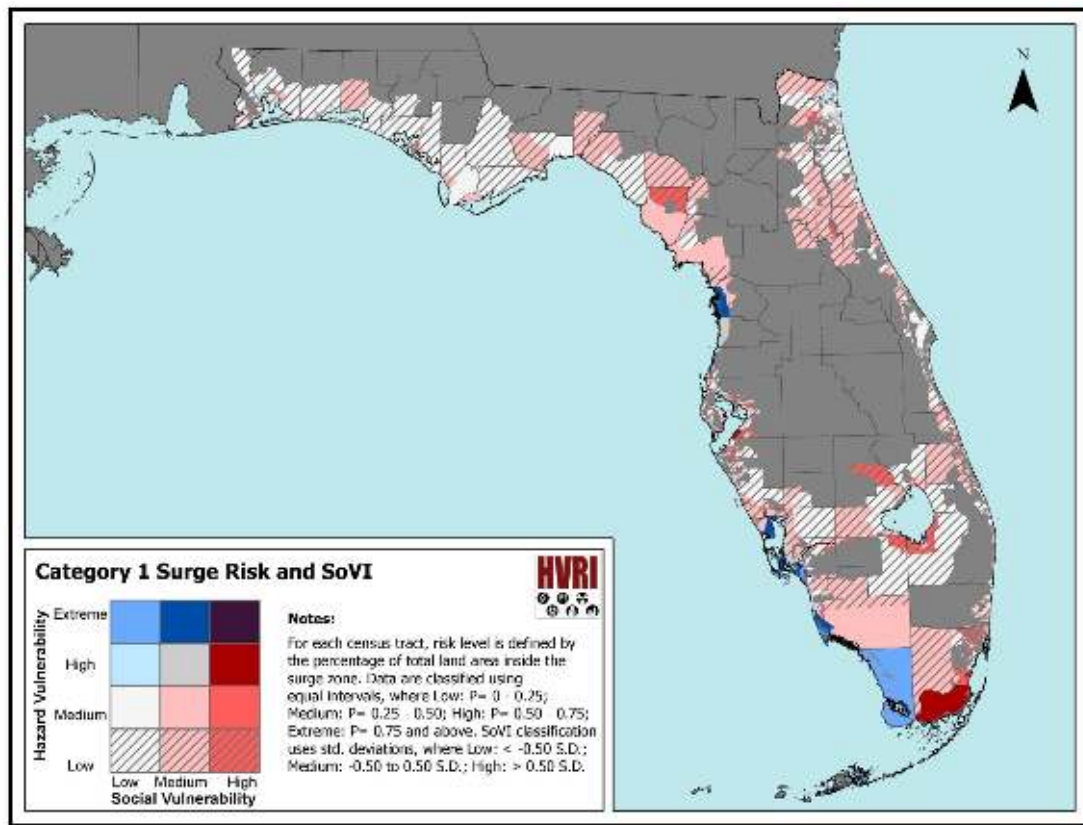 N
Category 1 Surge Risk and SoVI
HVRI
Hazard Vulnerability
Extreme
High
Medium
Low
Low Medium High
Social Vulnerability
Notes:
For each census tract, risk level is defined by
the percentage of total land area inside the
surge zone. Data are classified using
equal intervals, where Low: P= 0 - 0.25;
Medium: P= 0.25 - 0.50; High: P= 0.50 - 0.75;
Extreme: P= 0.75 and above. SoVI classification
uses std. deviations, where Low: < -0.50 S.D.;
Medium: -0.50 to 0.50 S.D.; High: > 0.50 S.D.